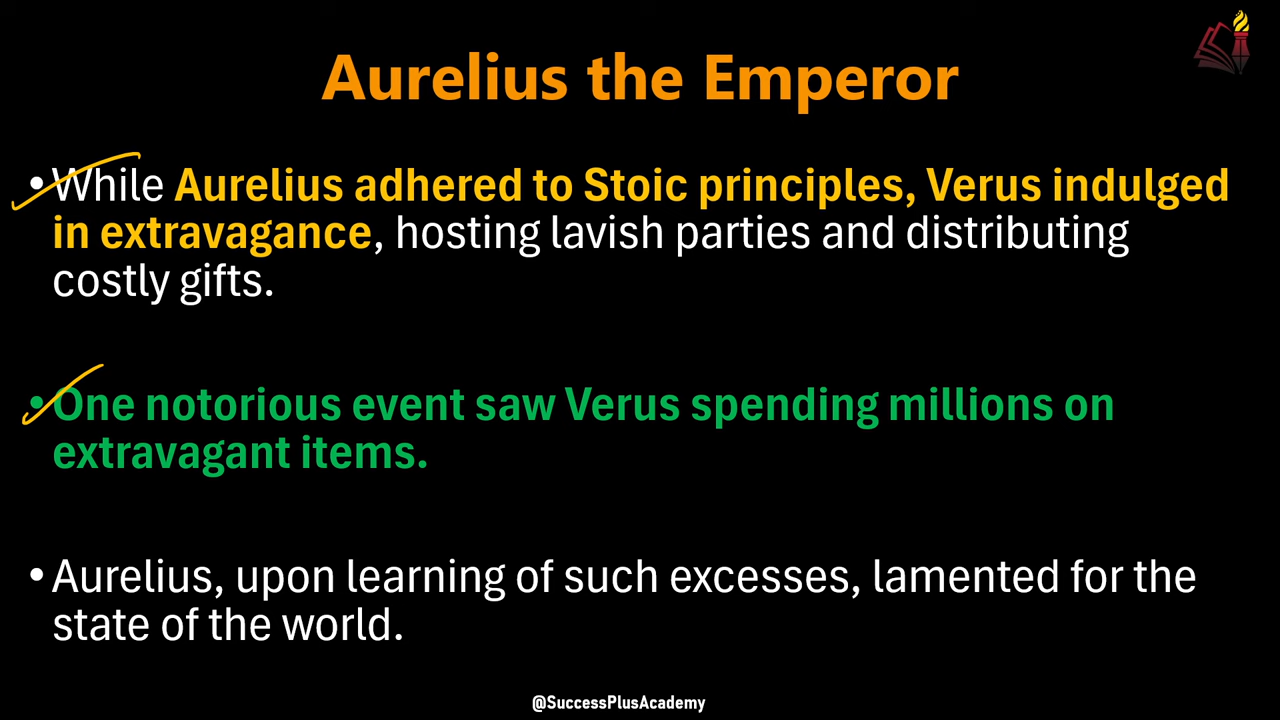 Aurelius the Emperor
•While Aurelius adhered to Stoic principles, Verus indulged
in extravagance, hosting lavish parties and distributing
costly gifts.
•One notorious event saw Verus spending millions on
extravagant items.
•Aurelius, upon learning of such excesses, lamented for the
state of the world.
@SuccessPlusAcademy